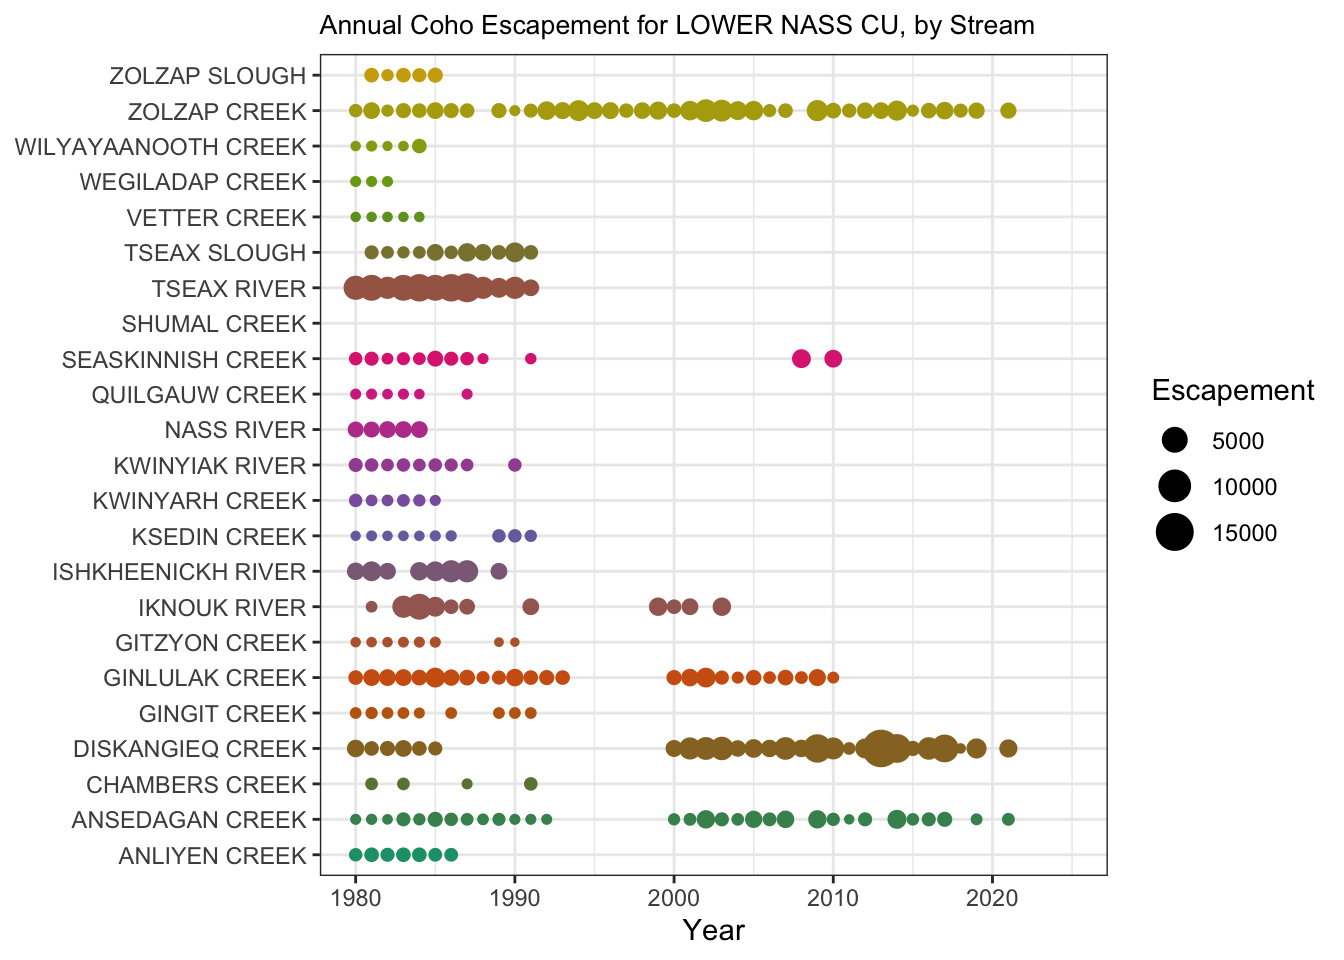 Annual Coho Escapement for LOWER NASS CU, by Stream
ZOLZAP SLOUGH
ZOLZAP CREEK
WILYAYAANOOTH CREEK
WEGILADAP CREEK
VETTER CREEK
TSEAX SLOUGH
TSEAX RIVER
SHUMAL CREEK
SEASKINNISH CREEK
QUILGAUW CREEK
NASS RIVER
KWINYIAK RIVER
KWINYARH CREEK
KSEDIN CREEK
ISHKHEENICKH RIVER
IKNOUK RIVER
GITZYON CREEK
GINLULAK CREEK
GINGIT CREEK
DISKANGIEQ CREEK
CHAMBERS CREEK
ANSEDAGAN CREEK
ANLIYEN CREEK
1980 1990 2000 2010 2020
Year
Escapement
5000
10000
15000